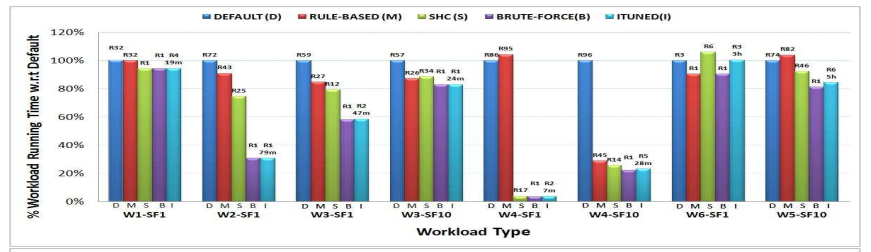 DEFAULT (D) RULE-BASED (M) SHC (S) BRUTE-FORCE(B) ITUNED(I)
% Workload Running Time w.r.t Default
120%
100%
80%
60%
40%
20%
0%
R32 R32 R1 R1 R4 19m
R72 R43 R25 R1 R1 79m
R59 R27 R12 R1 R2 47m
R57 R26 R34 R1 R1 24m
R86 R95 R17 R1 R2 7m
R96 R45 R14 R1 R5 28m
R3 R1 R6 R1 R3 3h
R74 R82 R46 R1 R6 5h
D M S B I D M S B I D M S B I D M S B I D M S B I D M S B I D M S B I D M S B I
W1-SF1 W2-SF1 W3-SF1 W3-SF10 W4-SF1 W4-SF10 W6-SF1 W5-SF10
Workload Type